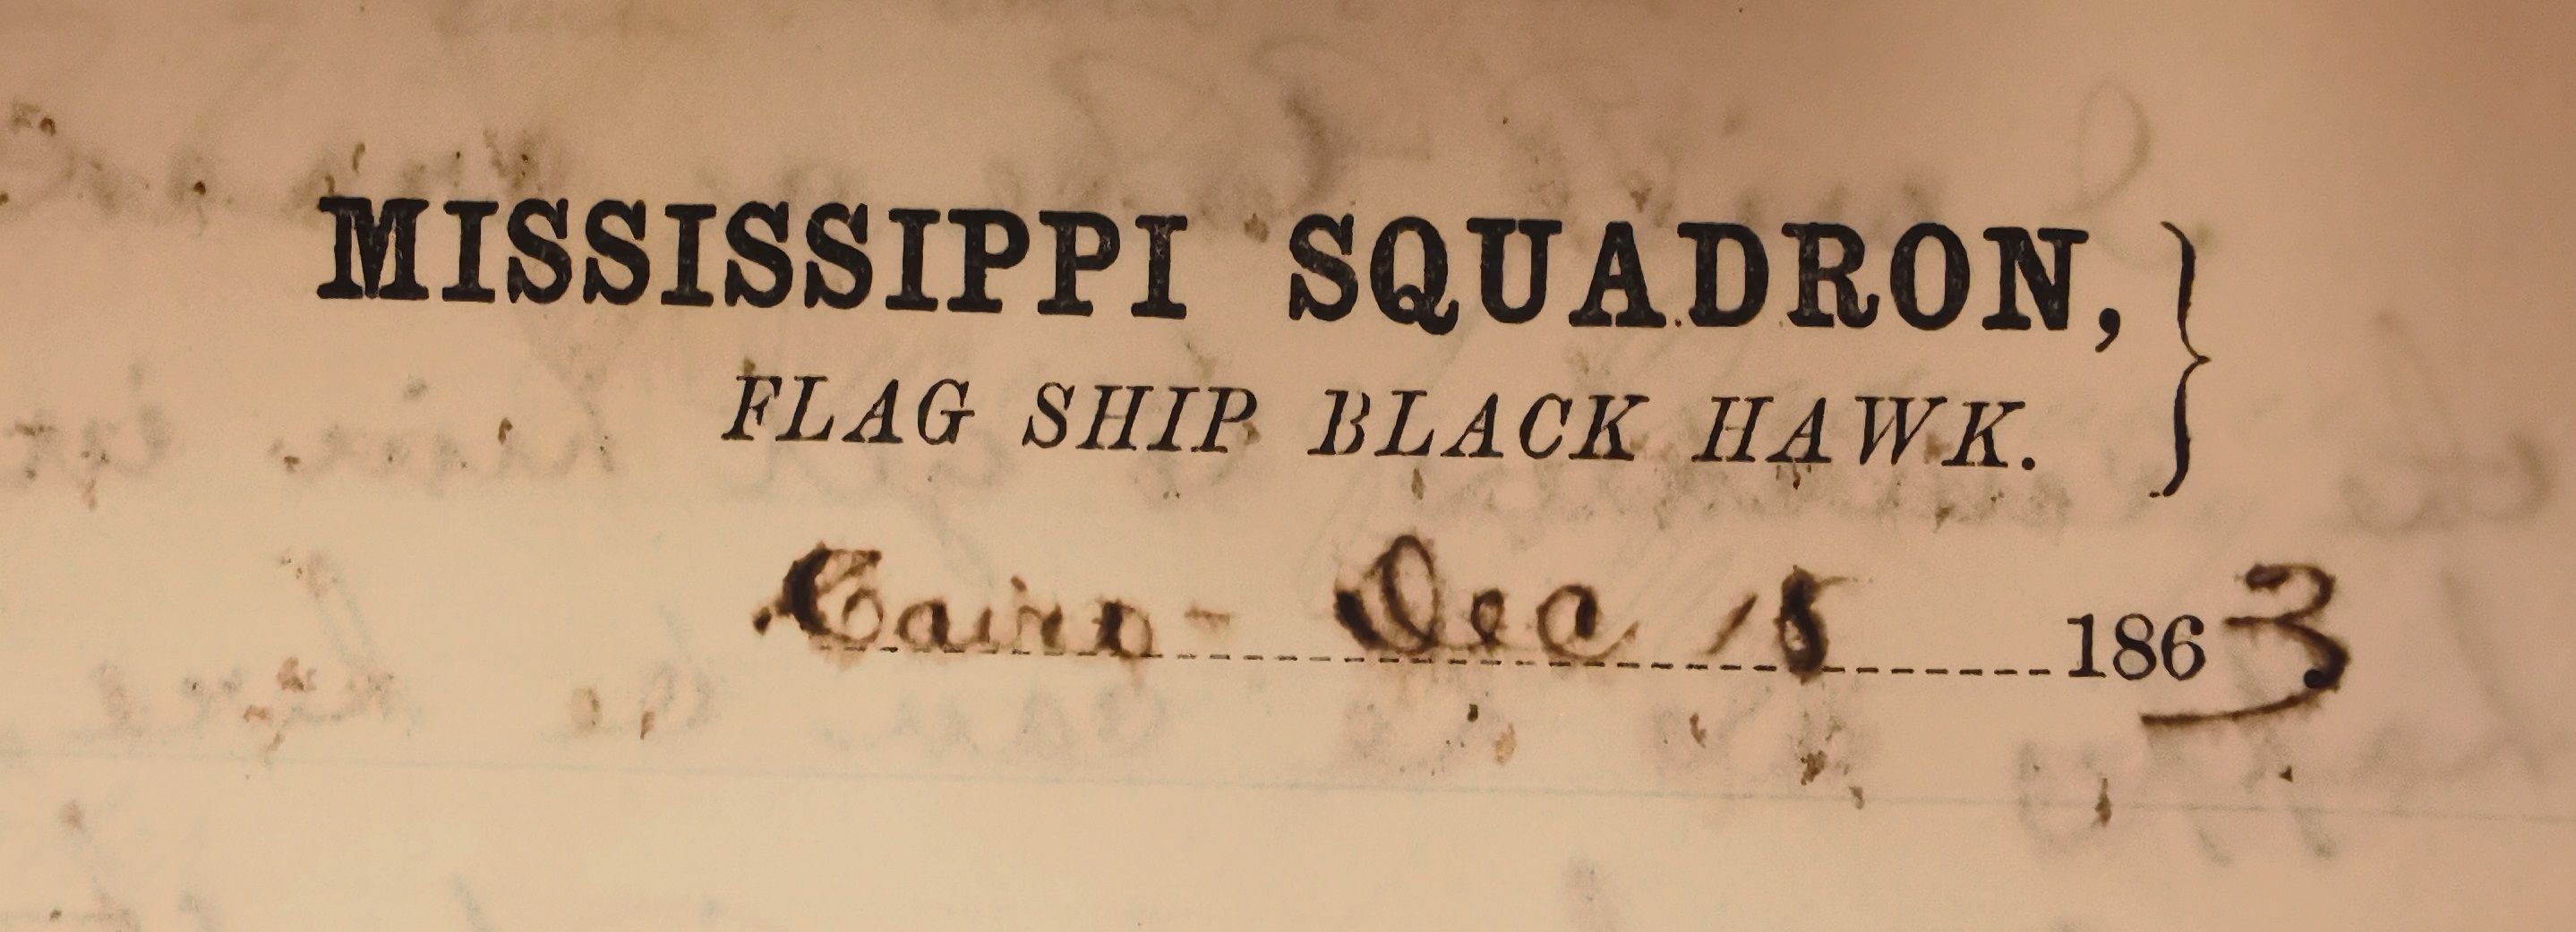 MISSISSIPPI SQUADRON,
FLAG SHIP BLACK HAWK.
Cairo - Dec 18 1863